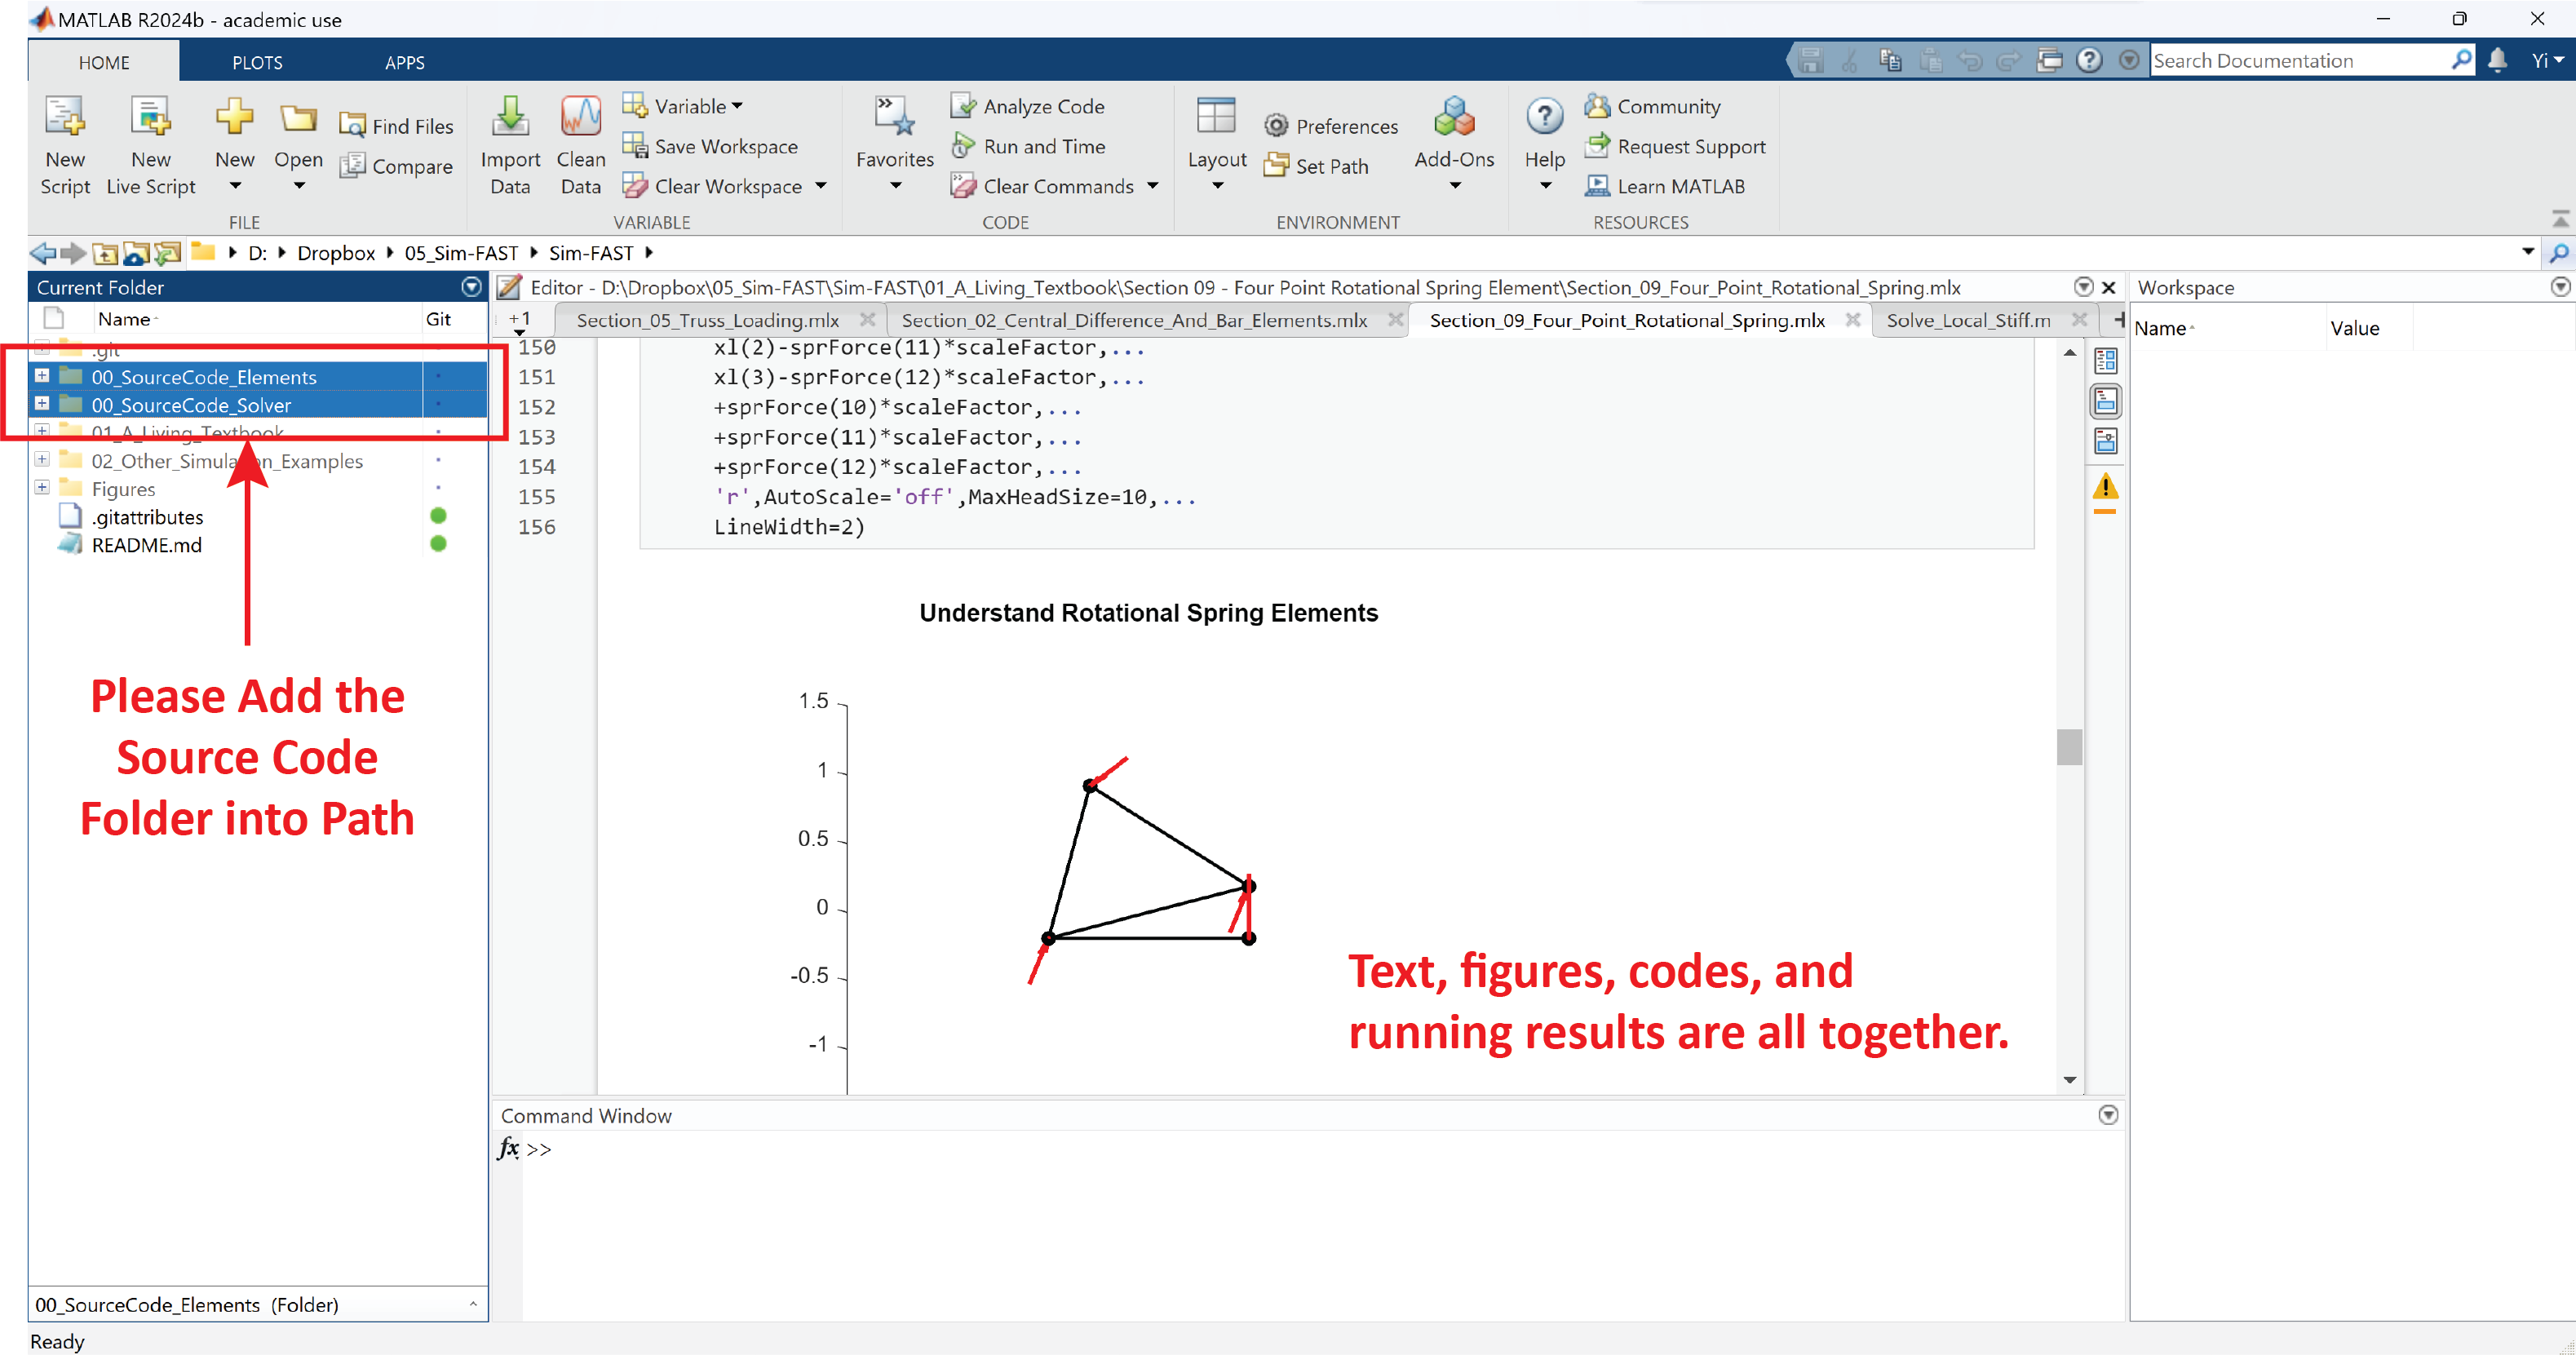 MATLAB R2024b - academic use
HOME PLOTS APPS
Search Documentation
Yi
New Script
New Live Script
New
Open
Find Files
Compare
FILE
Import Data
Clean Data
Variable
Save Workspace
Clear Workspace
VARIABLE
Favorites
Analyze Code
Run and Time
Clear Commands
CODE
Layout
Preferences
Set Path
Add-Ons
ENVIRONMENT
Help
Community
Request Support
Learn MATLAB
RESOURCES
D: Dropbox 05_Sim-FAST Sim-FAST
Current Folder
Name Git
.git
00_SourceCode_Elements
00_SourceCode_Solver
01_A_Living_Textbook
02_Other_Simulation_Examples
Figures
.gitattributes
README.md
Please Add the
Source Code
Folder into Path
00_SourceCode_Elements (Folder)
Ready
Editor - D:\Dropbox\05_Sim-FAST\Sim-FAST\01_A_Living_Textbook\Section 09 - Four Point Rotational Spring Element\Section_09_Four_Point_Rotational_Spring.mlx
+1 Section_05_Truss_Loading.mlx Section_02_Central_Difference_And_Bar_Elements.mlx Section_09_Four_Point_Rotational_Spring.mlx Solve_Local_Stiff.m +
150 xl(2)-sprForce(11)*scaleFactor,...
151 xl(3)-sprForce(12)*scaleFactor,...
152 +sprForce(10)*scaleFactor,...
153 +sprForce(11)*scaleFactor,...
154 +sprForce(12)*scaleFactor,...
155 'r',AutoScale='off',MaxHeadSize=10,...
156 LineWidth=2)
Understand Rotational Spring Elements
1.5
1
0.5
0
-0.5
-1
Text, figures, codes, and
running results are all together.
Command Window
fx >>
Workspace
Name Value